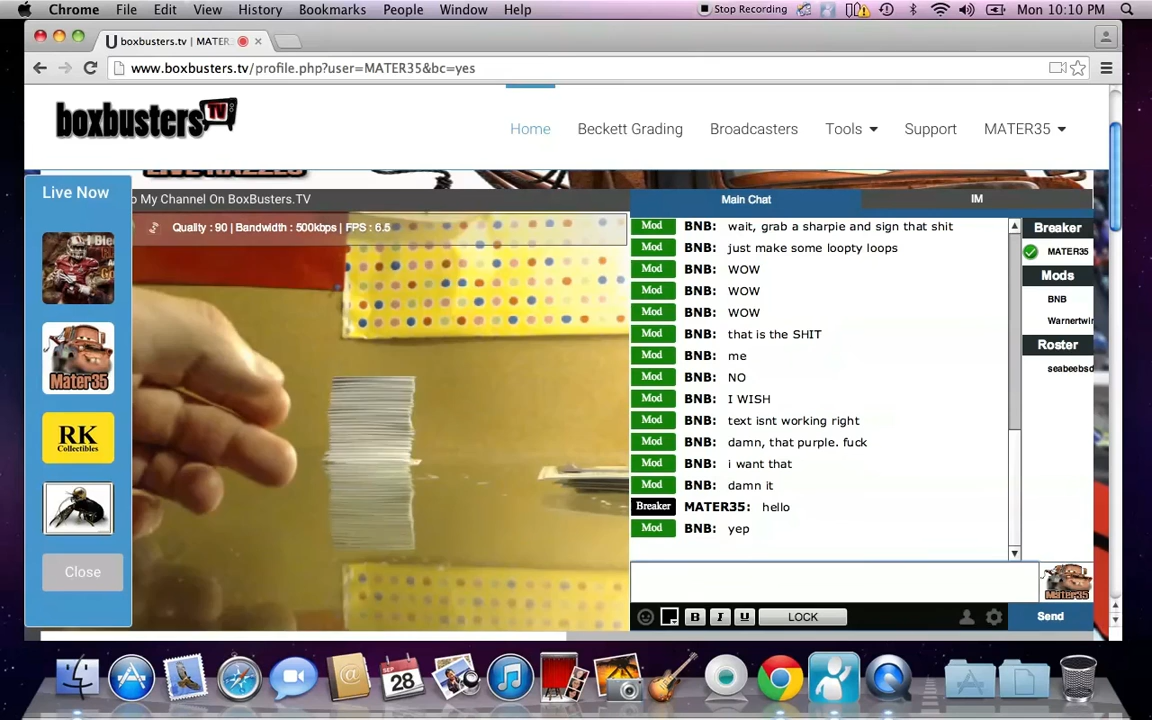 Chrome File Edit View History Bookmarks People Window Help Stop Recording Mon 10:10 PM
boxbusters.tv | MATER
www.boxbusters.tv/profile.php?user=MATER35&bc=yes
boxbusters TV
Home Beckett Grading Broadcasters Tools Support MATER35
Live Now
My Channel On BoxBusters.TV
Quality : 90 | Bandwidth : 500kbps | FPS : 6.5
Mater35
RK
Collectibles
Close
Main Chat IM
Mod BNB: wait, grab a sharpie and sign that shit
Mod BNB: just make some loopty loops
Mod BNB: WOW
Mod BNB: WOW
Mod BNB: WOW
Mod BNB: that is the SHIT
Mod BNB: me
Mod BNB: NO
Mod BNB: I WISH
Mod BNB: text isnt working right
Mod BNB: damn, that purple. fuck
Mod BNB: i want that
Mod BNB: damn it
Breaker MATER35: hello
Mod BNB: yep
Breaker
MATER35
Mods
BNB
Warnertwi
Roster
seabeebsd
B I U LOCK Send
SEP
28